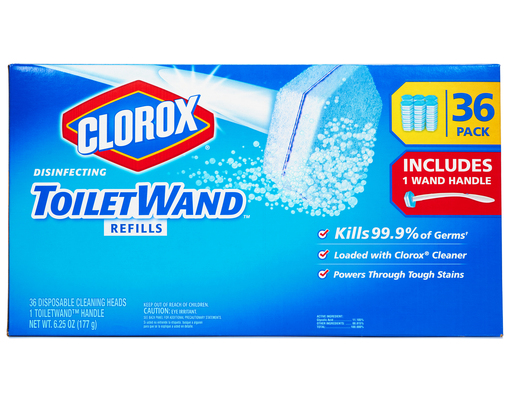 CLOROX
DISINFECTING
TOILETWAND™
REFILLS
36
PACK
INCLUDES
1 WAND HANDLE
Kills 99.9% of Germs†
Loaded with Clorox® Cleaner
Powers Through Tough Stains
36 DISPOSABLE CLEANING HEADS
1 TOILETWAND™ HANDLE
NET WT. 6.25 OZ (177 g)
KEEP OUT OF REACH OF CHILDREN
CAUTION: EYE IRRITANT.